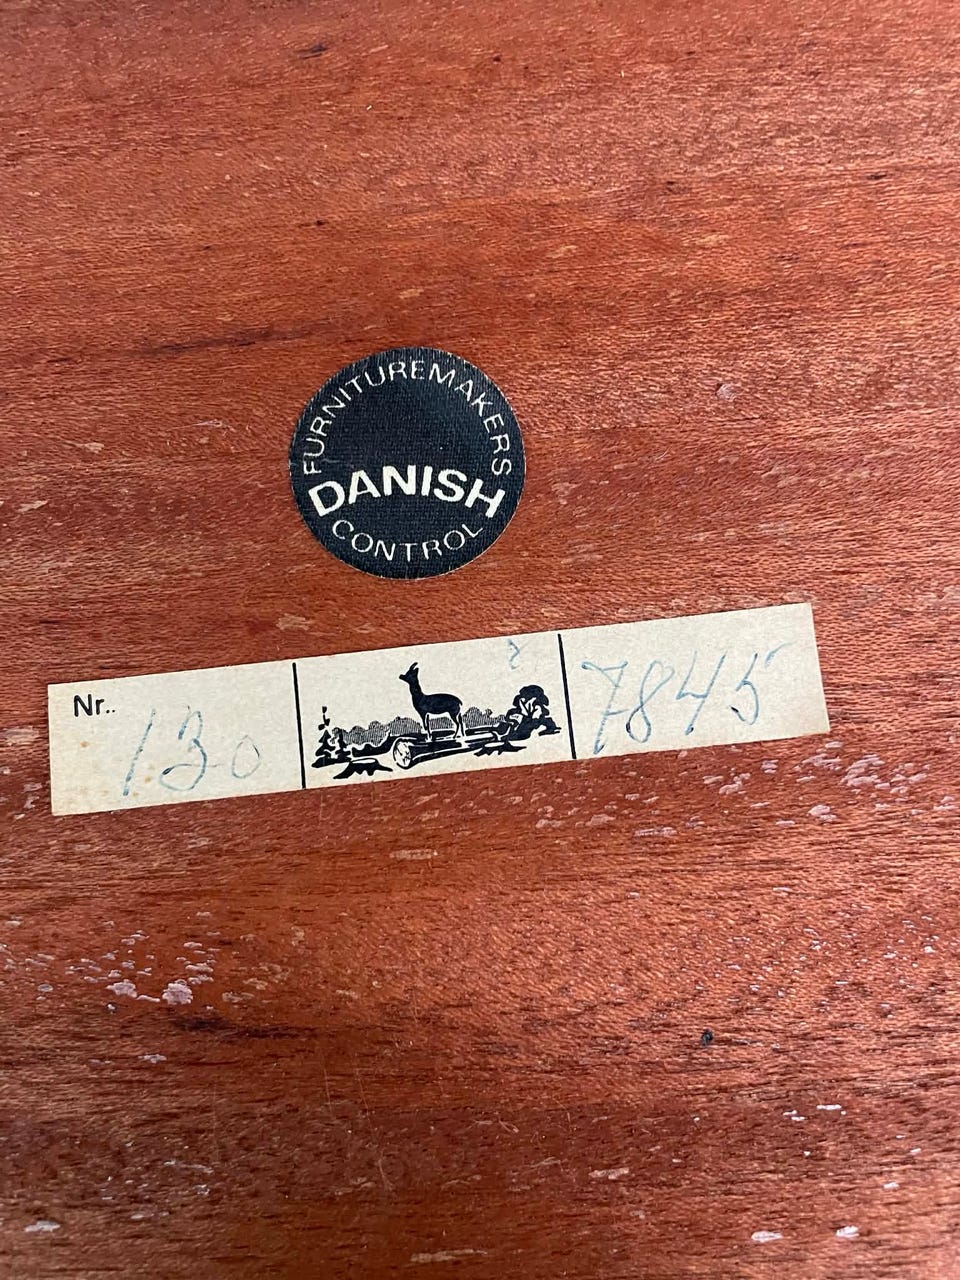 FURNITUREMAKERS
DANISH
CONTROL
Nr.. 130
7845